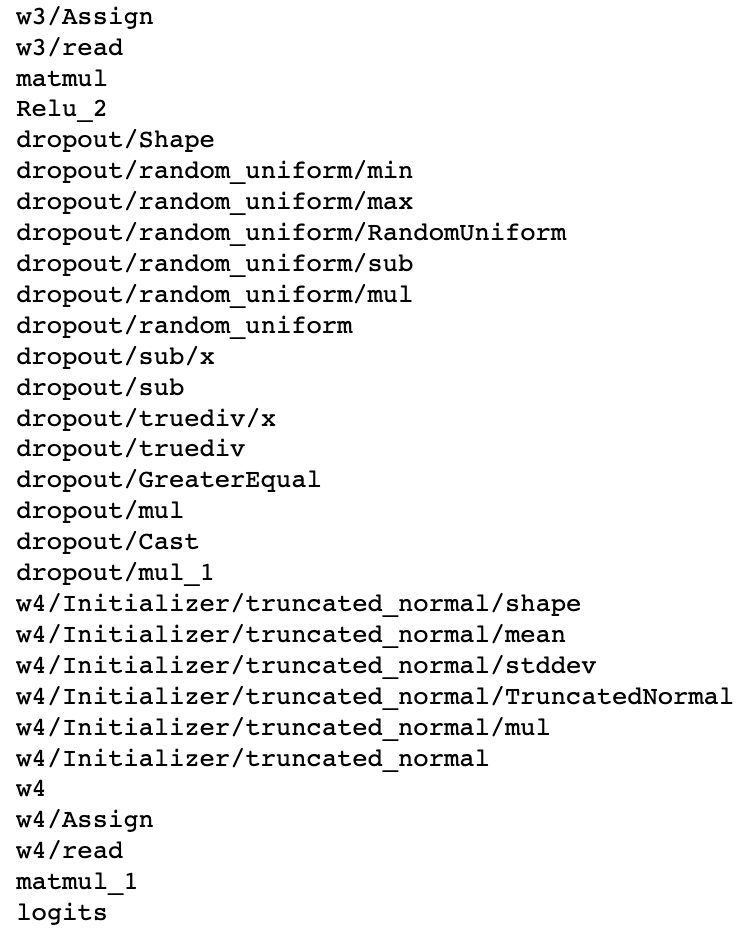 w3/Assign
w3/read
matmul
Relu_2
dropout/Shape
dropout/random_uniform/min
dropout/random_uniform/max
dropout/random_uniform/RandomUniform
dropout/random_uniform/sub
dropout/random_uniform/mul
dropout/random_uniform
dropout/sub/x
dropout/sub
dropout/truediv/x
dropout/truediv
dropout/GreaterEqual
dropout/mul
dropout/Cast
dropout/mul_1
w4/Initializer/truncated_normal/shape
w4/Initializer/truncated_normal/mean
w4/Initializer/truncated_normal/stddev
w4/Initializer/truncated_normal/TruncatedNormal
w4/Initializer/truncated_normal/mul
w4/Initializer/truncated_normal
w4
w4/Assign
w4/read
matmul_1
logits